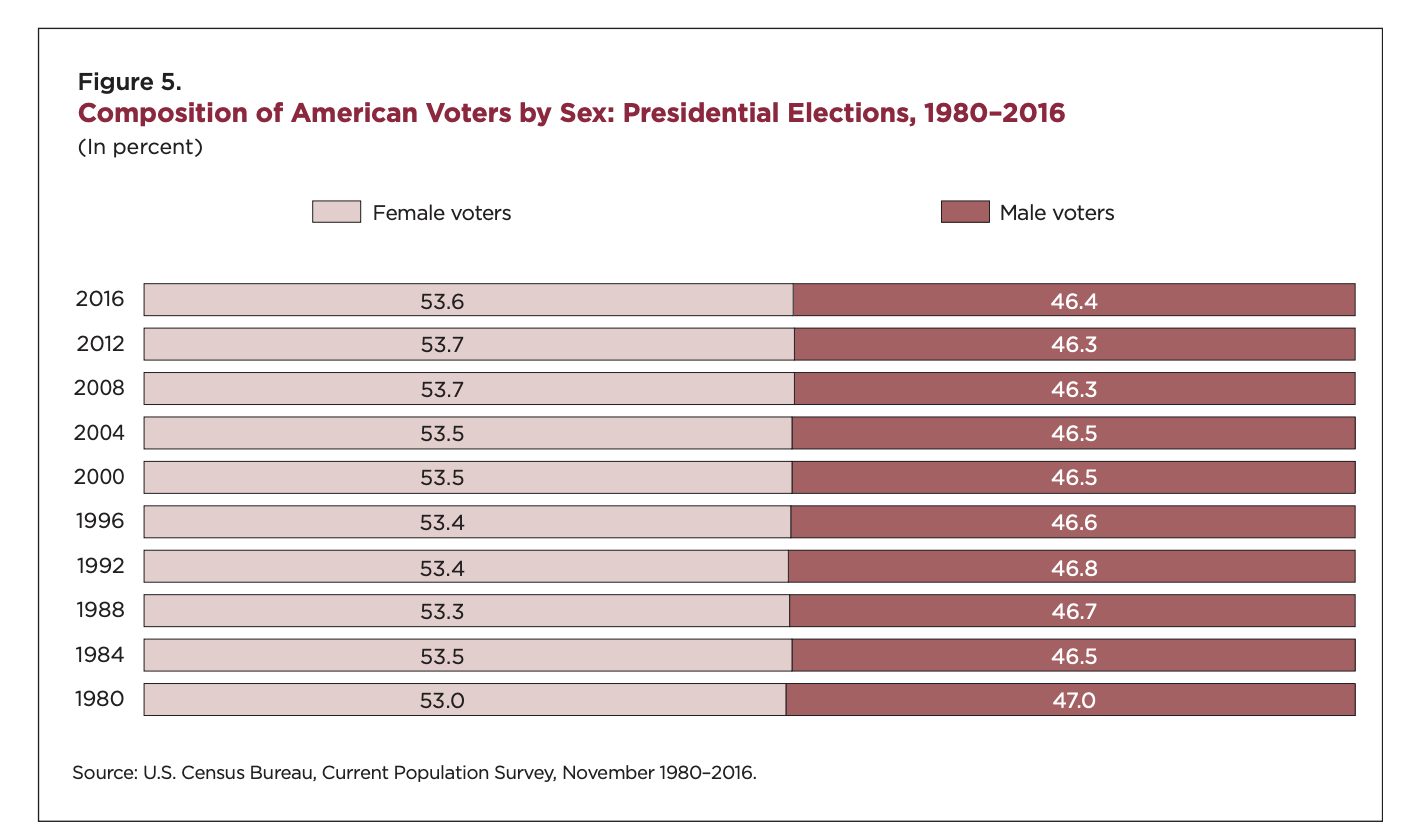 Figure 5.
Composition of American Voters by Sex: Presidential Elections, 1980–2016
(In percent)
Female voters Male voters
2016 53.6 46.4
2012 53.7 46.3
2008 53.7 46.3
2004 53.5 46.5
2000 53.5 46.5
1996 53.4 46.6
1992 53.4 46.8
1988 53.3 46.7
1984 53.5 46.5
1980 53.0 47.0
Source: U.S. Census Bureau, Current Population Survey, November 1980–2016.